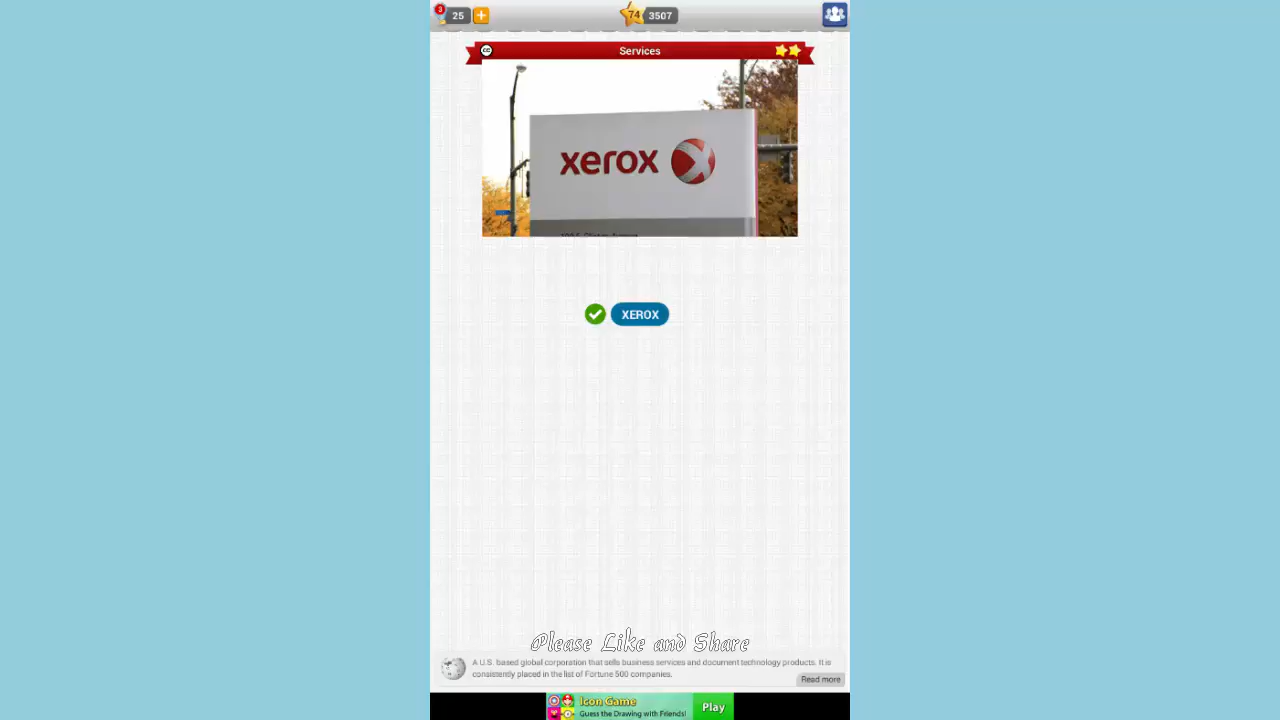 3 25 + 74 3507
cc Services
xerox
XEROX
Please Like and Share
A U.S. based global corporation that sells business services and document technology products. It is
consistently placed in the list of Fortune 500 companies.
Read more
Icon Game
Guess the Drawing with Friends!
Play